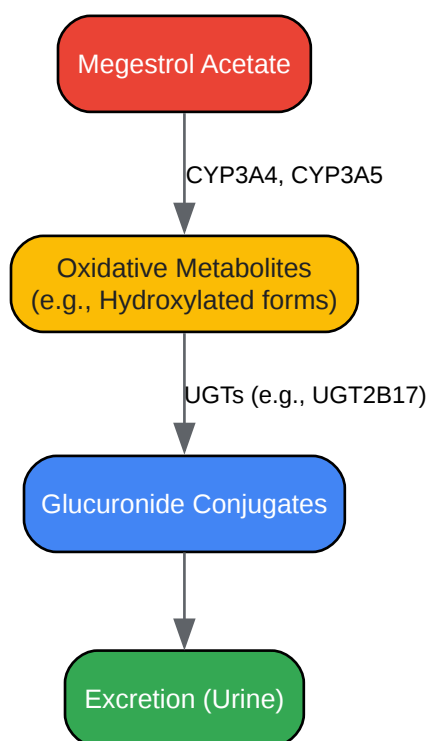 Megestrol Acetate
CYP3A4, CYP3A5
Oxidative Metabolites
(e.g., Hydroxylated forms)
UGTs (e.g., UGT2B17)
Glucuronide Conjugates
Excretion (Urine)